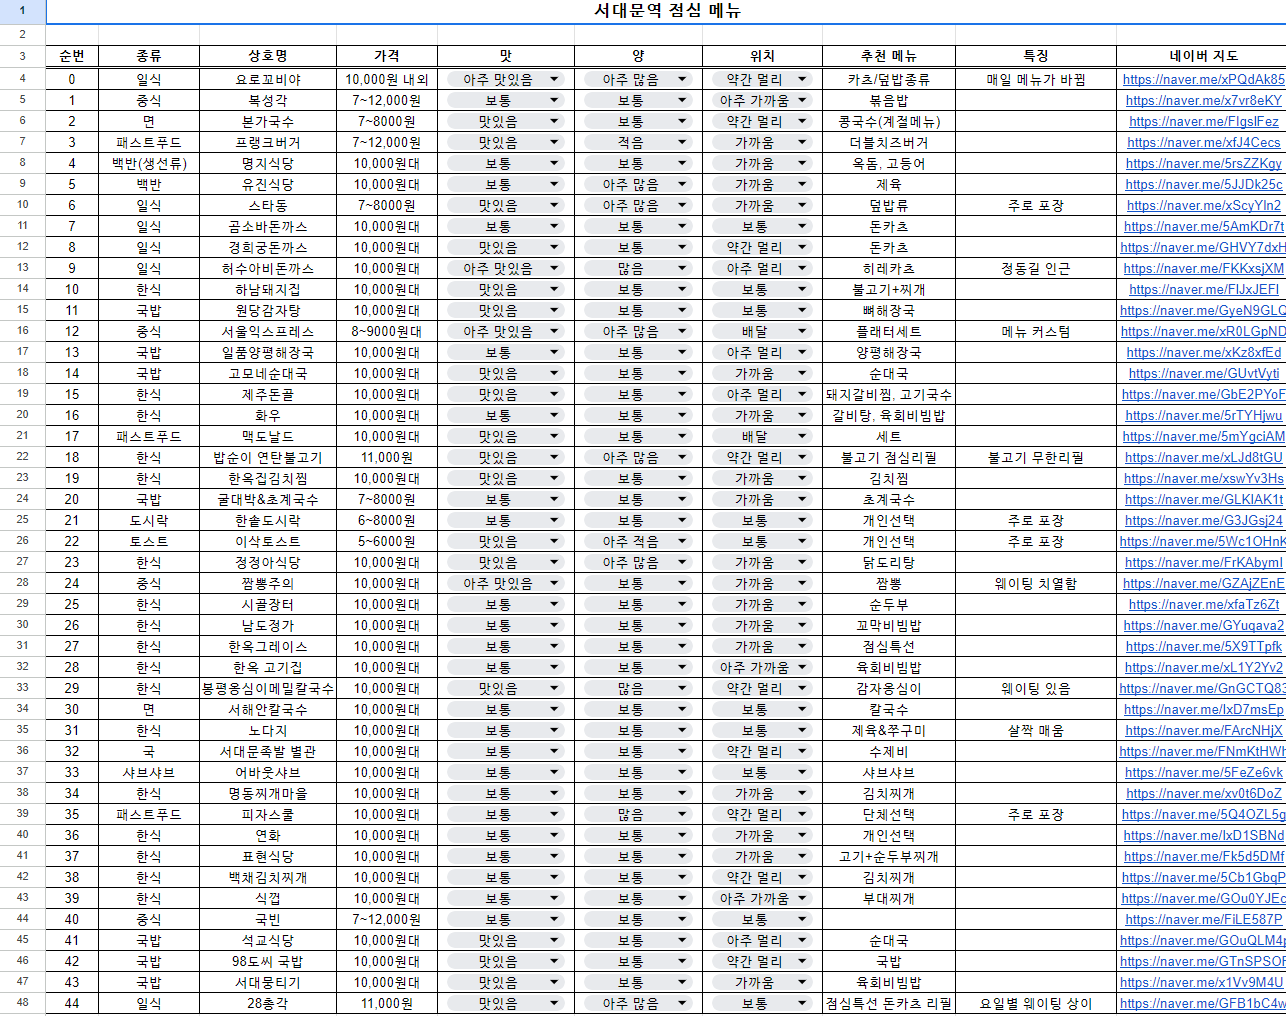 1 서대문역 점심 메뉴
2
3 순번 종류 상호명 가격 맛 양 위치 추천 메뉴 특징 네이버 지도
4 0 일식 요로꼬비야 10,000원 내외 아주 맛있음 아주 많음 약간 멀리 카츠/덮밥종류 매일 메뉴가 바뀜 https://naver.me/xPQdAk85
5 1 중식 복성각 7~12,000원 보통 보통 아주 가까움 볶음밥 https://naver.me/x7vr8eKY
6 2 면 본가국수 7~8000원 맛있음 보통 약간 멀리 콩국수(계절메뉴) https://naver.me/FIgslFez
7 3 패스트푸드 프랭크버거 7~12,000원 맛있음 적음 가까움 더블치즈버거 https://naver.me/xfJ4Cecs
8 4 백반(생선류) 명지식당 10,000원대 보통 보통 가까움 옥돔, 고등어 https://naver.me/5rsZZKgy
9 5 백반 유진식당 10,000원대 보통 아주 많음 가까움 제육 https://naver.me/5JJDk25c
10 6 일식 스타동 7~8000원 맛있음 아주 많음 가까움 덮밥류 주로 포장 https://naver.me/xScyYIn2
11 7 일식 곰소바돈까스 10,000원대 보통 보통 보통 돈카츠 https://naver.me/5AmKDr7t
12 8 일식 경희궁돈까스 10,000원대 맛있음 보통 약간 멀리 돈카츠 https://naver.me/GHVY7dxH
13 9 일식 허수아비돈까스 10,000원대 아주 맛있음 많음 아주 멀리 히레카츠 정동길 인근 https://naver.me/FKKxsjXM
14 10 한식 하남돼지집 10,000원대 맛있음 보통 보통 불고기+찌개 https://naver.me/FIJxJEFI
15 11 국밥 원당감자탕 10,000원대 맛있음 보통 보통 뼈해장국 https://naver.me/GyeN9GLQ
16 12 중식 서울익스프레스 8~9000원대 아주 맛있음 아주 많음 배달 플래터세트 메뉴 커스텀 https://naver.me/xR0LGpND
17 13 국밥 일품양평해장국 10,000원대 보통 보통 아주 멀리 양평해장국 https://naver.me/xKz8xfEd
18 14 국밥 고모네순대국 10,000원대 맛있음 보통 가까움 순대국 https://naver.me/GUvtVyti
19 15 한식 제주돈골 10,000원대 맛있음 보통 아주 멀리 돼지갈비찜, 고기국수 https://naver.me/GbE2PYoF
20 16 한식 화우 10,000원대 보통 보통 가까움 갈비탕, 육회비빔밥 https://naver.me/5rTYHjwu
21 17 패스트푸드 맥도날드 10,000원대 맛있음 보통 배달 세트 https://naver.me/5mYgciAM
22 18 한식 밥순이 연탄불고기 11,000원 맛있음 아주 많음 약간 멀리 불고기 점심리필 불고기 무한리필 https://naver.me/xLJd8tGU
23 19 한식 한옥집김치찜 10,000원대 맛있음 보통 가까움 김치찜 https://naver.me/xswYv3Hs
24 20 국밥 굴대박&초계국수 7~8000원 보통 보통 가까움 초계국수 https://naver.me/GLKIAK1t
25 21 도시락 한솥도시락 6~8000원 보통 보통 보통 개인선택 주로 포장 https://naver.me/G3JGsj24
26 22 토스트 이삭토스트 5~6000원 맛있음 아주 적음 보통 개인선택 주로 포장 https://naver.me/5Wc1OHnK
27 23 한식 정정아식당 10,000원대 맛있음 아주 많음 가까움 닭도리탕 https://naver.me/FrKAbymI
28 24 중식 짬뽕주의 10,000원대 아주 맛있음 보통 가까움 짬뽕 웨이팅 치열함 https://naver.me/GZAjZEnE
29 25 한식 시골장터 10,000원대 보통 보통 가까움 순두부 https://naver.me/xfaTz6Zt
30 26 한식 남도정가 10,000원대 보통 보통 가까움 꼬막비빔밥 https://naver.me/GYuqava2
31 27 한식 한옥그레이스 10,000원대 보통 보통 가까움 점심특선 https://naver.me/5X9TTpfk
32 28 한식 한옥 고기집 10,000원대 보통 보통 아주 가까움 육회비빔밥 https://naver.me/xL1Y2Yv2
33 29 한식 봉평옹심이메밀칼국수 10,000원대 맛있음 많음 약간 멀리 감자옹심이 웨이팅 있음 https://naver.me/GnGCTQ83
34 30 면 서해안칼국수 10,000원대 보통 보통 보통 칼국수 https://naver.me/IxD7msEp
35 31 한식 노다지 10,000원대 보통 보통 보통 제육&쭈구미 살짝 매움 https://naver.me/FArcNHjX
36 32 국 서대문족발 별관 10,000원대 보통 보통 약간 멀리 수제비 https://naver.me/FNmKtHWh
37 33 샤브샤브 어바웃샤브 10,000원대 보통 보통 보통 샤브샤브 https://naver.me/5FeZe6vk
38 34 한식 명동찌개마을 10,000원대 보통 보통 가까움 김치찌개 https://naver.me/xv0t6DoZ
39 35 패스트푸드 피자스쿨 10,000원대 보통 많음 약간 멀리 단체선택 주로 포장 https://naver.me/5Q4OZL5g
40 36 한식 연화 10,000원대 보통 보통 가까움 개인선택 https://naver.me/IxD1SBNd
41 37 한식 표현식당 10,000원대 보통 보통 가까움 고기+순두부찌개 https://naver.me/Fk5d5DMf
42 38 한식 백채김치찌개 10,000원대 보통 보통 약간 멀리 김치찌개 https://naver.me/5Cb1GbqP
43 39 한식 식껍 10,000원대 보통 보통 아주 가까움 부대찌개 https://naver.me/GOu0YJEc
44 40 중식 국빈 7~12,000원 보통 보통 보통 https://naver.me/FiLE587P
45 41 국밥 석교식당 10,000원대 맛있음 보통 아주 멀리 순대국 https://naver.me/GOuQLM4p
46 42 국밥 98도씨 국밥 10,000원대 맛있음 보통 약간 멀리 국밥 https://naver.me/GTnSPSOF
47 43 국밥 서대뭉티기 10,000원대 맛있음 보통 가까움 육회비빔밥 https://naver.me/x1Vv9M4U
48 44 일식 28총각 11,000원 맛있음 아주 많음 보통 점심특선 돈카츠 리필 요일별 웨이팅 상이 https://naver.me/GFB1bC4w